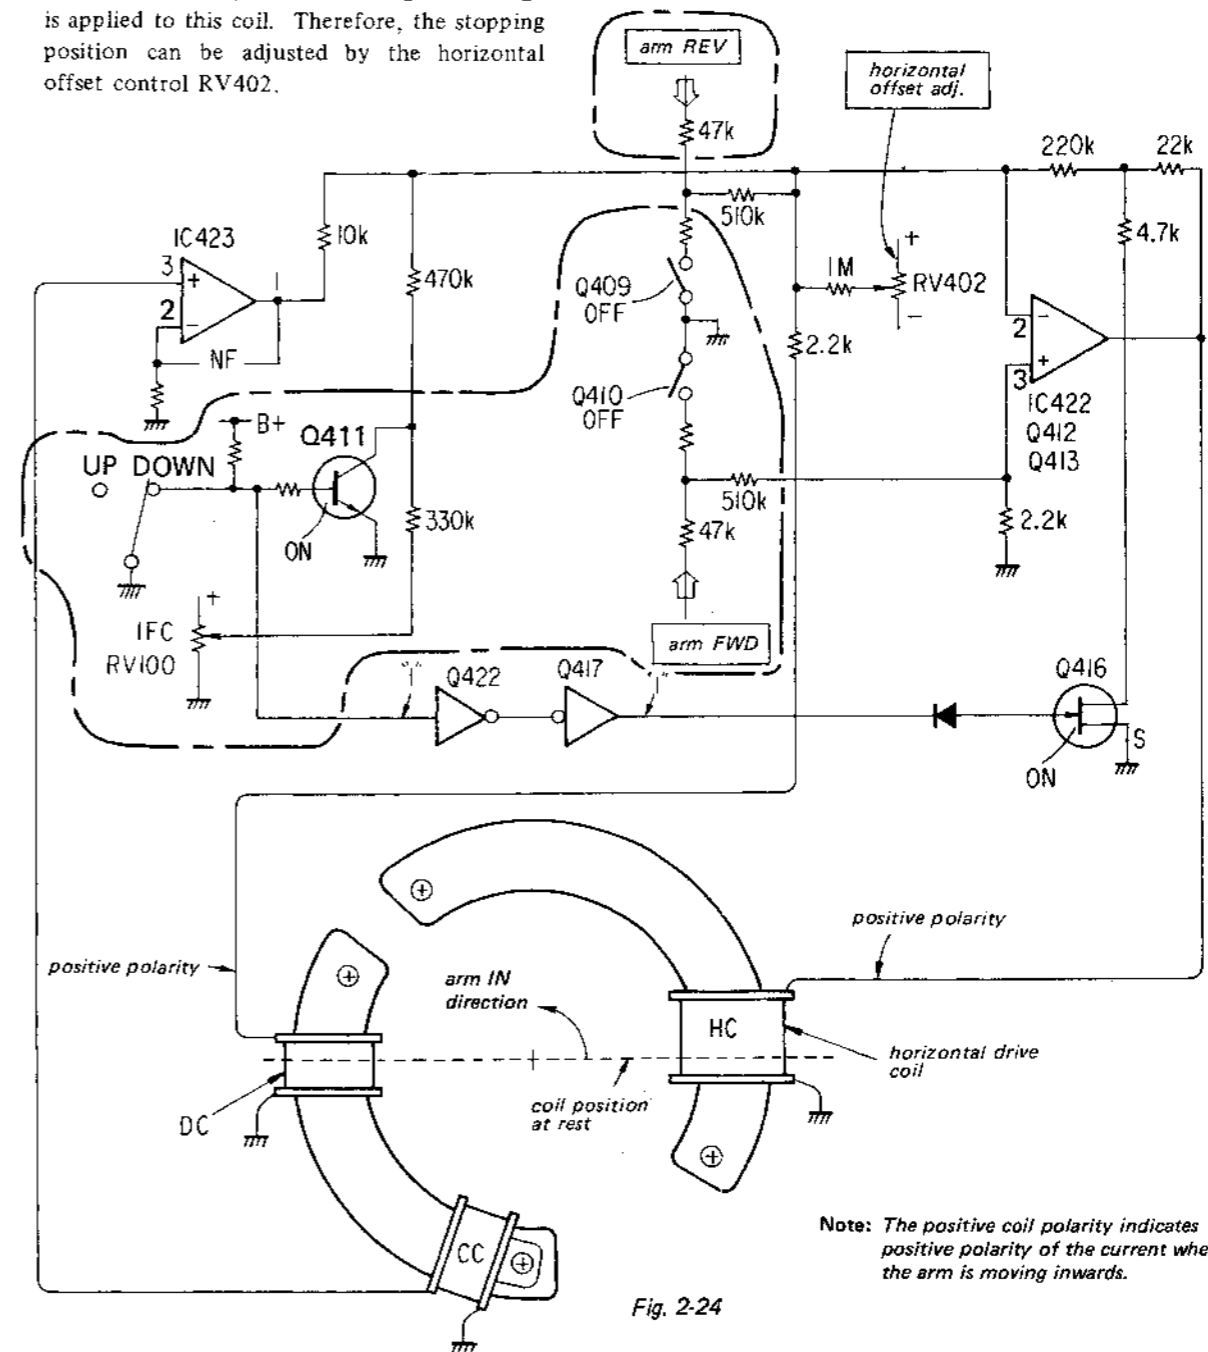 is applied to this coil. Therefore, the stopping
position can be adjusted by the horizontal
offset control RV402.
arm REV
47k
horizontal
offset adj.
220k
22k
510k
IC423
10k
3
+
2
−
1
470k
NF
Q409
OFF
1M
+
RV402
−
4.7k
2.2k
2
−
+
3
IC422
Q412
Q413
Q410
OFF
B+
Q411
UP DOWN
ON
330k
510k
47k
2.2k
+
IFC
RV100
arm FWD
"1"
Q422
Q417
"1"
Q416
S
ON
positive polarity
positive polarity
arm IN
direction
HC
horizontal drive
coil
coil position
at rest
DC
CC
Note: The positive coil polarity indicates
positive polarity of the current whe
the arm is moving inwards.
Fig. 2-24